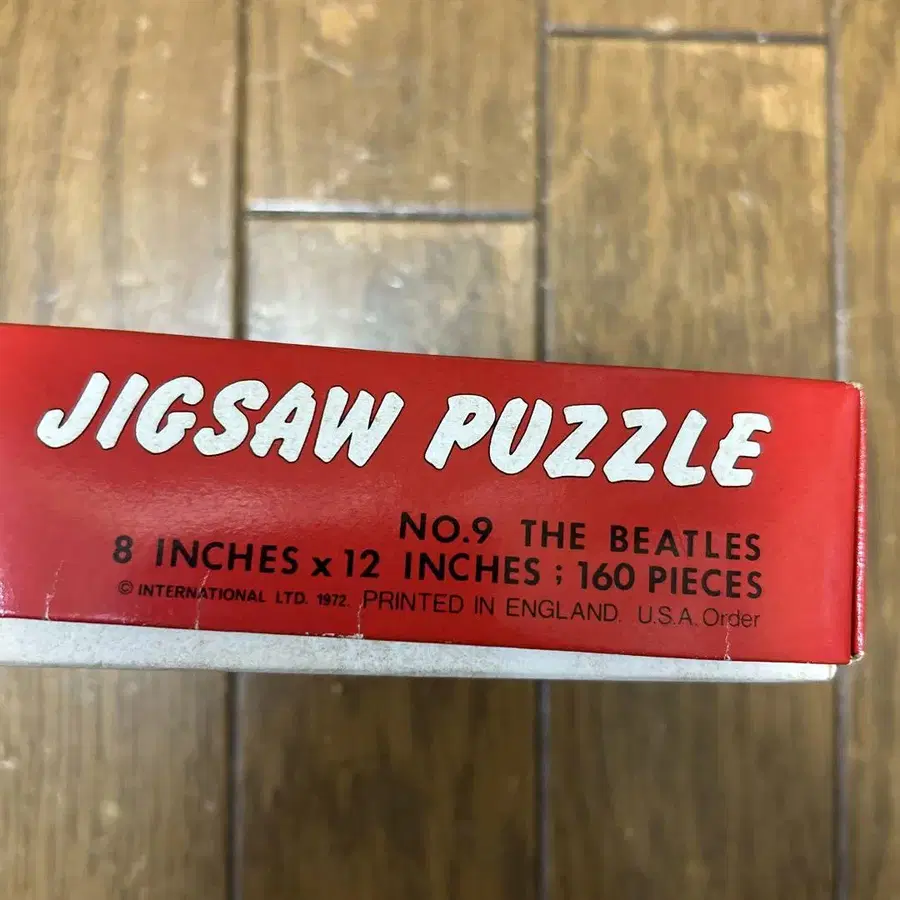 JIGSAW PUZZLE
NO.9 THE BEATLES
8 INCHES x 12 INCHES ; 160 PIECES
© INTERNATIONAL LTD. 1972. PRINTED IN ENGLAND. U.S.A. Order